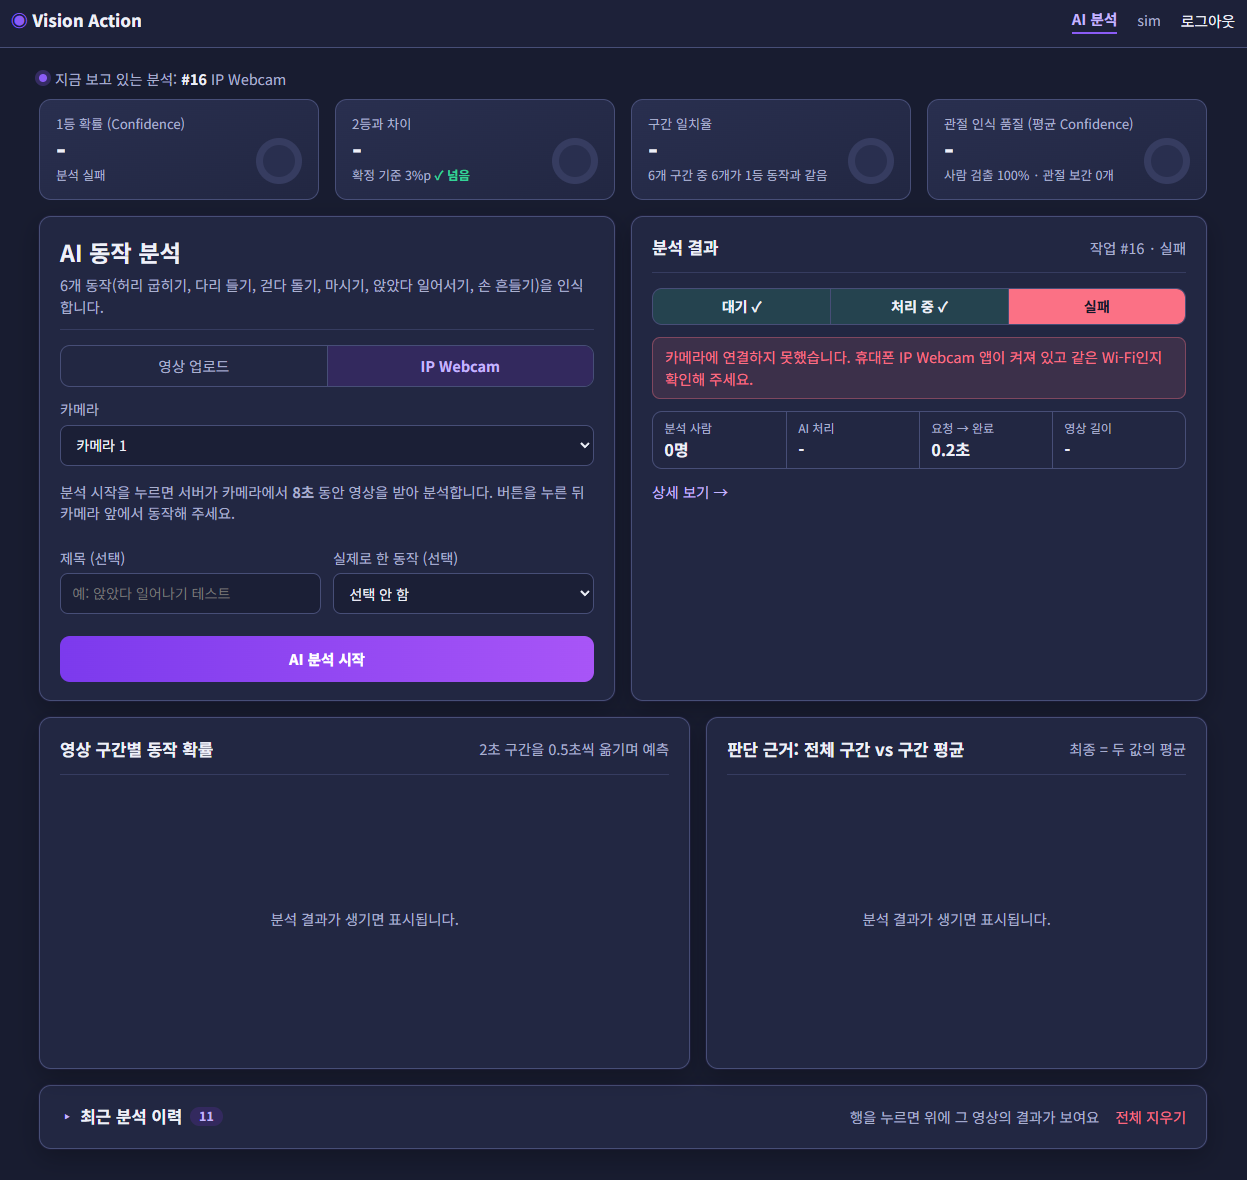 Vision Action
AI 분석
sim
로그아웃
지금 보고 있는 분석: #16 IP Webcam
1등 확률 (Confidence)
-
분석 실패
2등과 차이
-
확정 기준 3%p ✓ 넘음
구간 일치율
-
6개 구간 중 6개가 1등 동작과 같음
관절 인식 품질 (평균 Confidence)
-
사람 검출 100% · 관절 보간 0개
AI 동작 분석
6개 동작(허리 굽히기, 다리 들기, 걷다 돌기, 마시기, 앉았다 일어서기, 손 흔들기)을 인식
합니다.
영상 업로드
IP Webcam
카메라
카메라 1
분석 시작을 누르면 서버가 카메라에서 8초 동안 영상을 받아 분석합니다. 버튼을 누른 뒤
카메라 앞에서 동작해 주세요.
제목 (선택)
실제로 한 동작 (선택)
예: 앉았다 일어나기 테스트
선택 안 함
AI 분석 시작
분석 결과
작업 #16 · 실패
대기 ✓
처리 중 ✓
실패
카메라에 연결하지 못했습니다. 휴대폰 IP Webcam 앱이 켜져 있고 같은 Wi-Fi인지
확인해 주세요.
분석 사람
0명
AI 처리
-
요청 → 완료
0.2초
영상 길이
-
상세 보기 →
영상 구간별 동작 확률
2초 구간을 0.5초씩 옮기며 예측
분석 결과가 생기면 표시됩니다.
판단 근거: 전체 구간 vs 구간 평균
최종 = 두 값의 평균
분석 결과가 생기면 표시됩니다.
▸ 최근 분석 이력 11
행을 누르면 위에 그 영상의 결과가 보여요
전체 지우기